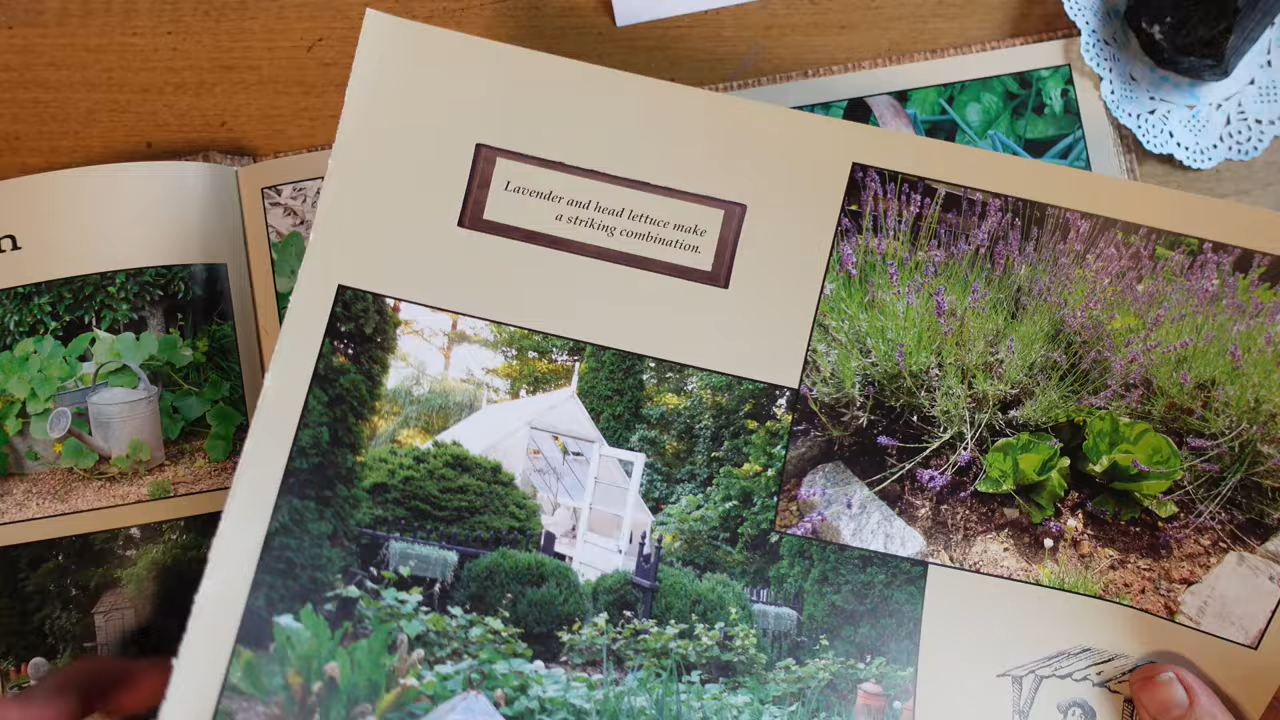 Lavender and head lettuce make
a striking combination.